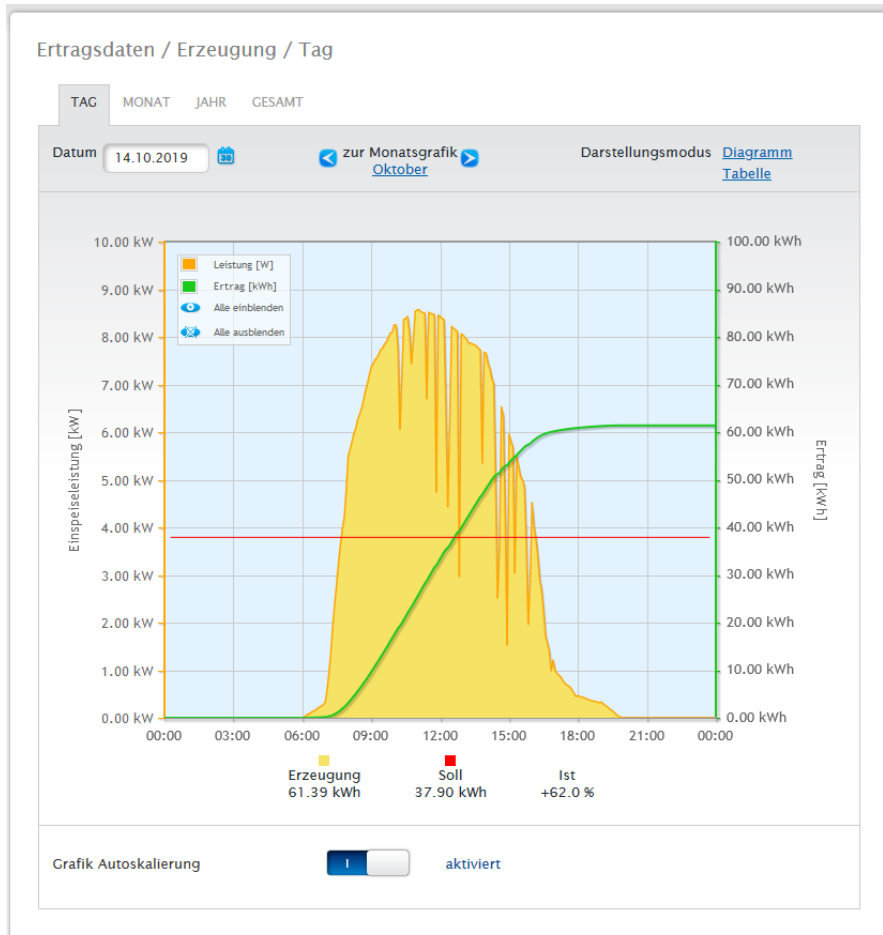 Ertragsdaten / Erzeugung / Tag
TAG MONAT JAHR GESAMT
Datum 14.10.2019 30 zur Monatsgrafik Darstellungsmodus Diagramm
Oktober Tabelle
10.00 kW 100.00 kWh
Leistung [W]
Ertrag [kWh]
9.00 kW 90.00 kWh
Alle einblenden
Alle ausblenden
8.00 kW 80.00 kWh
7.00 kW 70.00 kWh
6.00 kW 60.00 kWh
Einspeiseleistung [kW] Ertrag [kWh]
5.00 kW 50.00 kWh
4.00 kW 40.00 kWh
3.00 kW 30.00 kWh
2.00 kW 20.00 kWh
1.00 kW 10.00 kWh
0.00 kW 0.00 kWh
00:00 03:00 06:00 09:00 12:00 15:00 18:00 21:00 00:00
Erzeugung Soll Ist
61.39 kWh 37.90 kWh +62.0 %
Grafik Autoskalierung I aktiviert